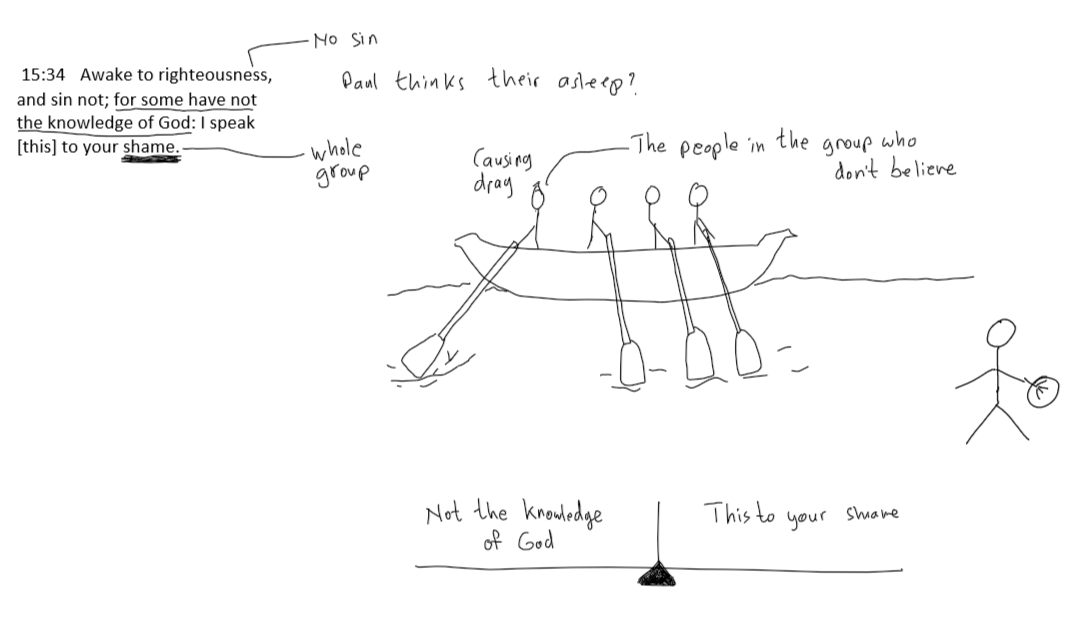 No sin
15:34 Awake to righteousness,
and sin not; for some have not
the knowledge of God: I speak
[this] to your shame.
Paul thinks their asleep?
whole
group
Causing
drag
The people in the group who
don't believe
Not the knowledge
of God
This to your shame